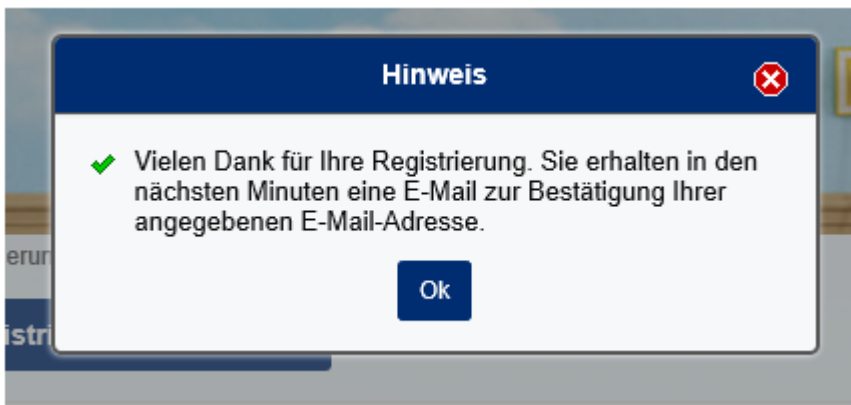 Hinweis
Vielen Dank für Ihre Registrierung. Sie erhalten in den
nächsten Minuten eine E-Mail zur Bestätigung Ihrer
angegebenen E-Mail-Adresse.
Ok